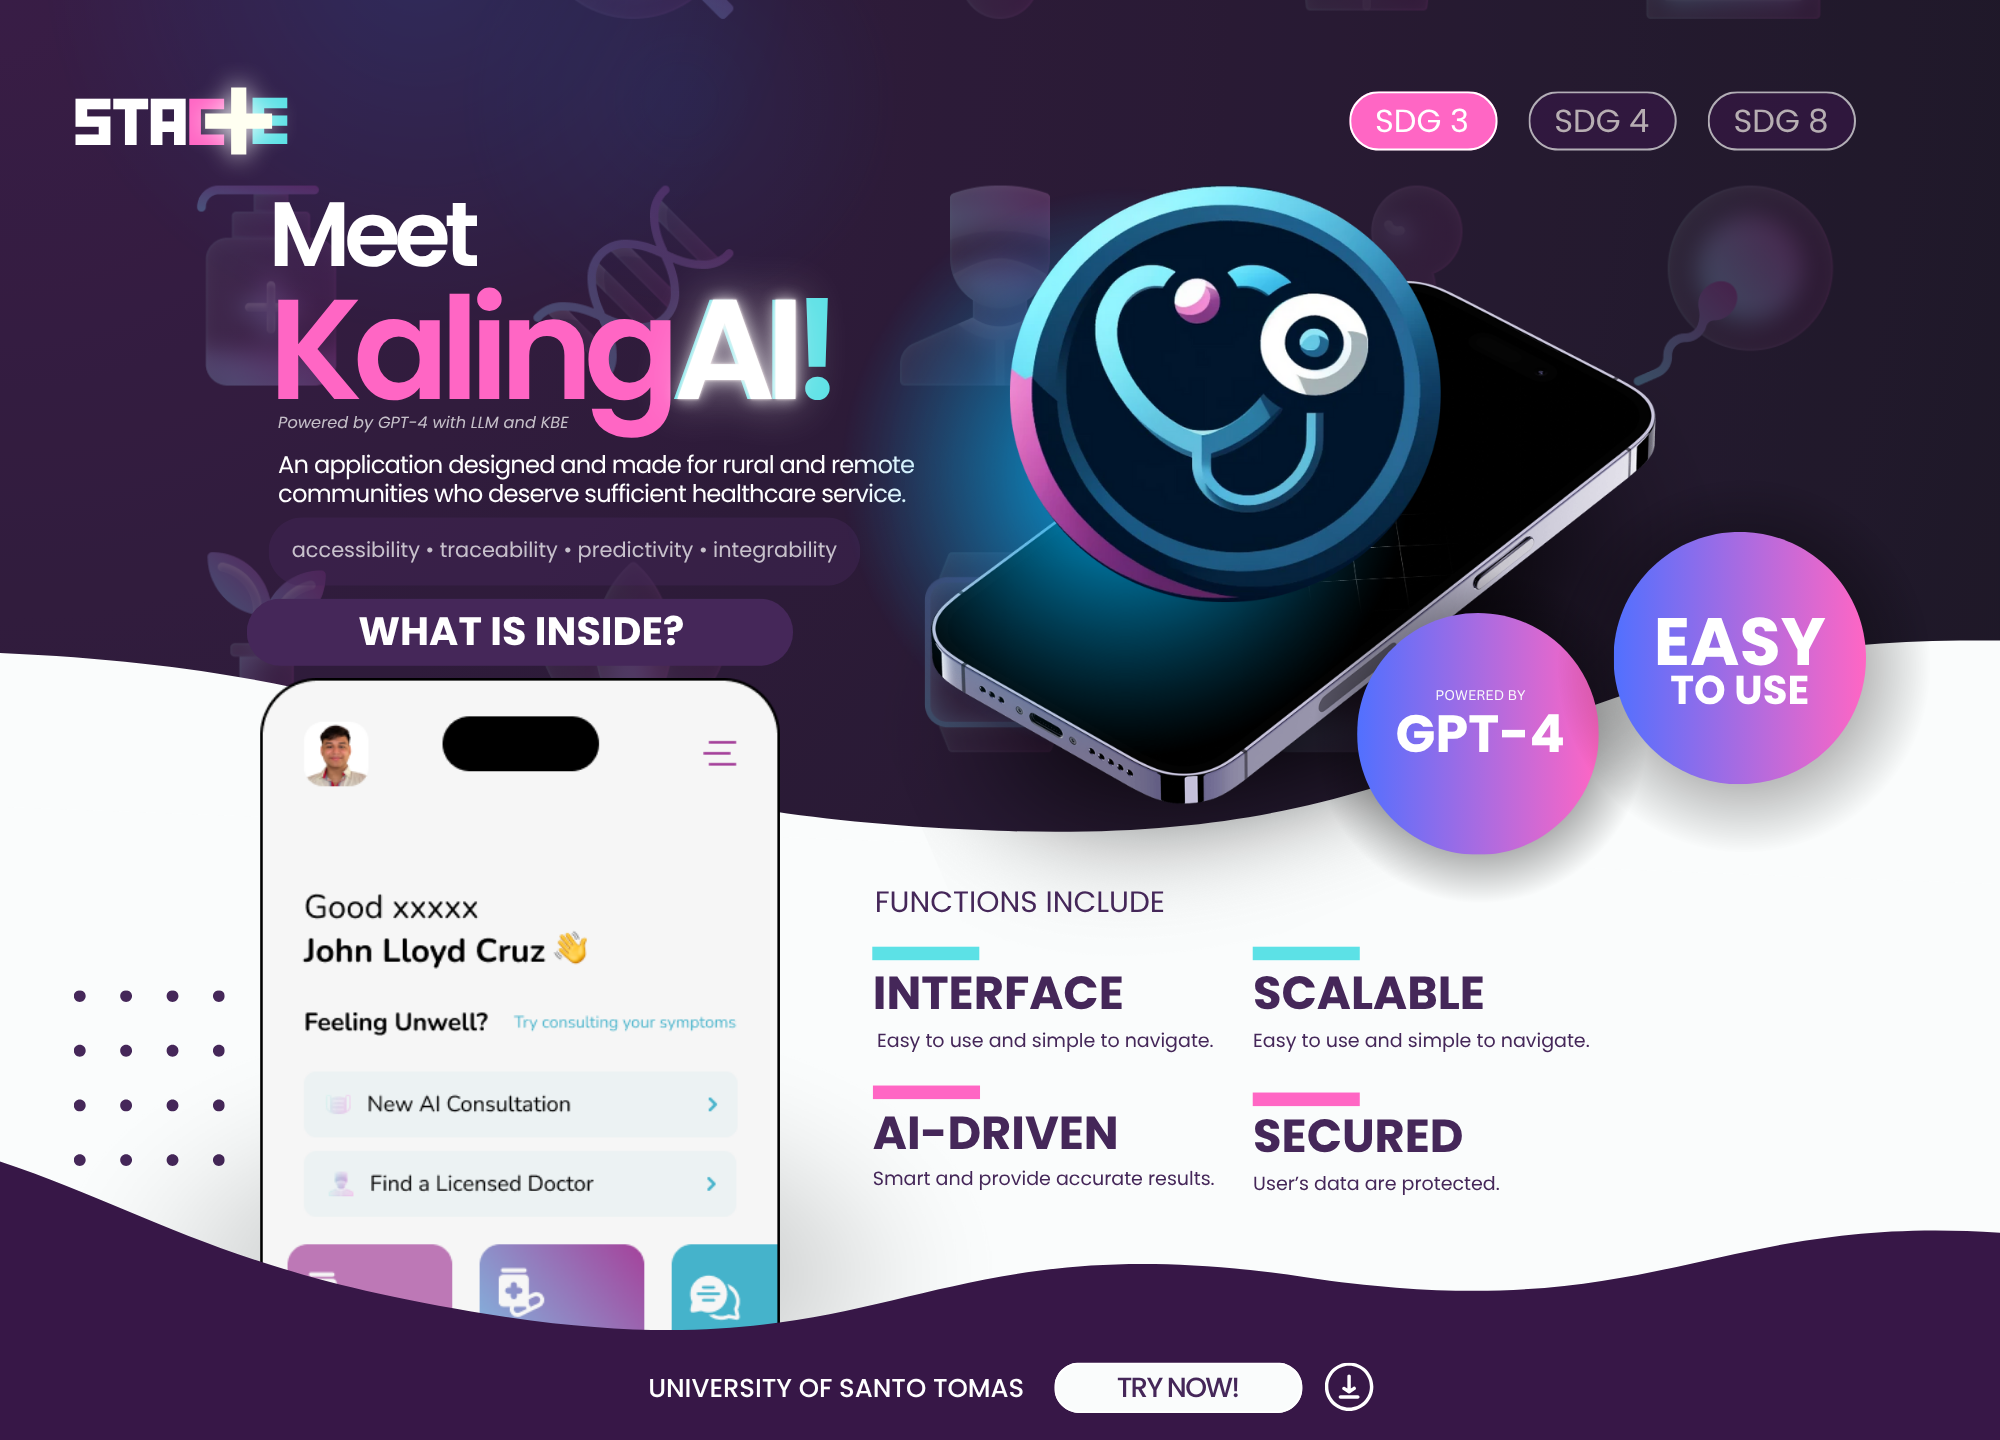 STACE
SDG 3
SDG 4
SDG 8
Meet
KalingAI!
Powered by GPT-4 with LLM and KBE
An application designed and made for rural and remote
communities who deserve sufficient healthcare service.
accessibility • traceability • predictivity • integrability
WHAT IS INSIDE?
EASY
TO USE
POWERED BY
GPT-4
Good xxxxx
John Lloyd Cruz 👋
Feeling Unwell?
Try consulting your symptoms
New AI Consultation
Find a Licensed Doctor
FUNCTIONS INCLUDE
INTERFACE
Easy to use and simple to navigate.
SCALABLE
Easy to use and simple to navigate.
AI-DRIVEN
Smart and provide accurate results.
SECURED
User's data are protected.
UNIVERSITY OF SANTO TOMAS
TRY NOW!